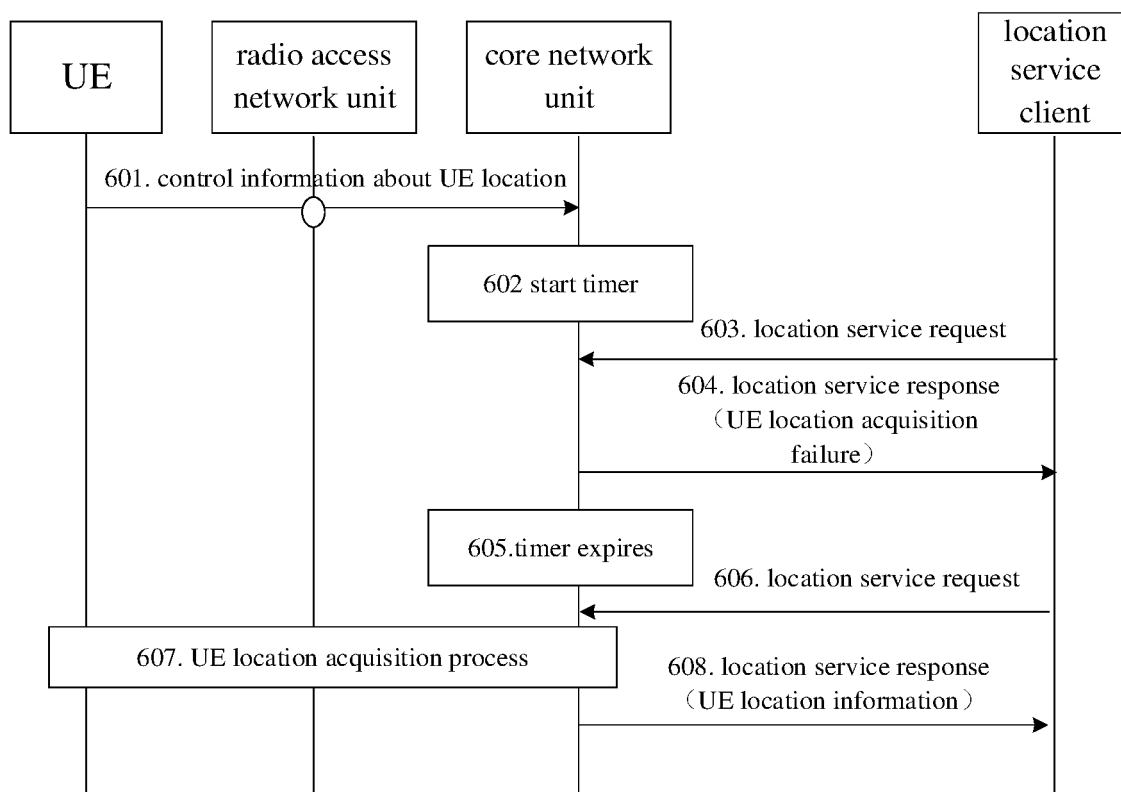 UE
radio access
network unit
core network
unit
location
service
client
601. control information about UE location
602 start timer
603. location service request
604. location service response
（UE location acquisition
failure）
605.timer expires
606. location service request
607. UE location acquisition process
608. location service response
（UE location information）